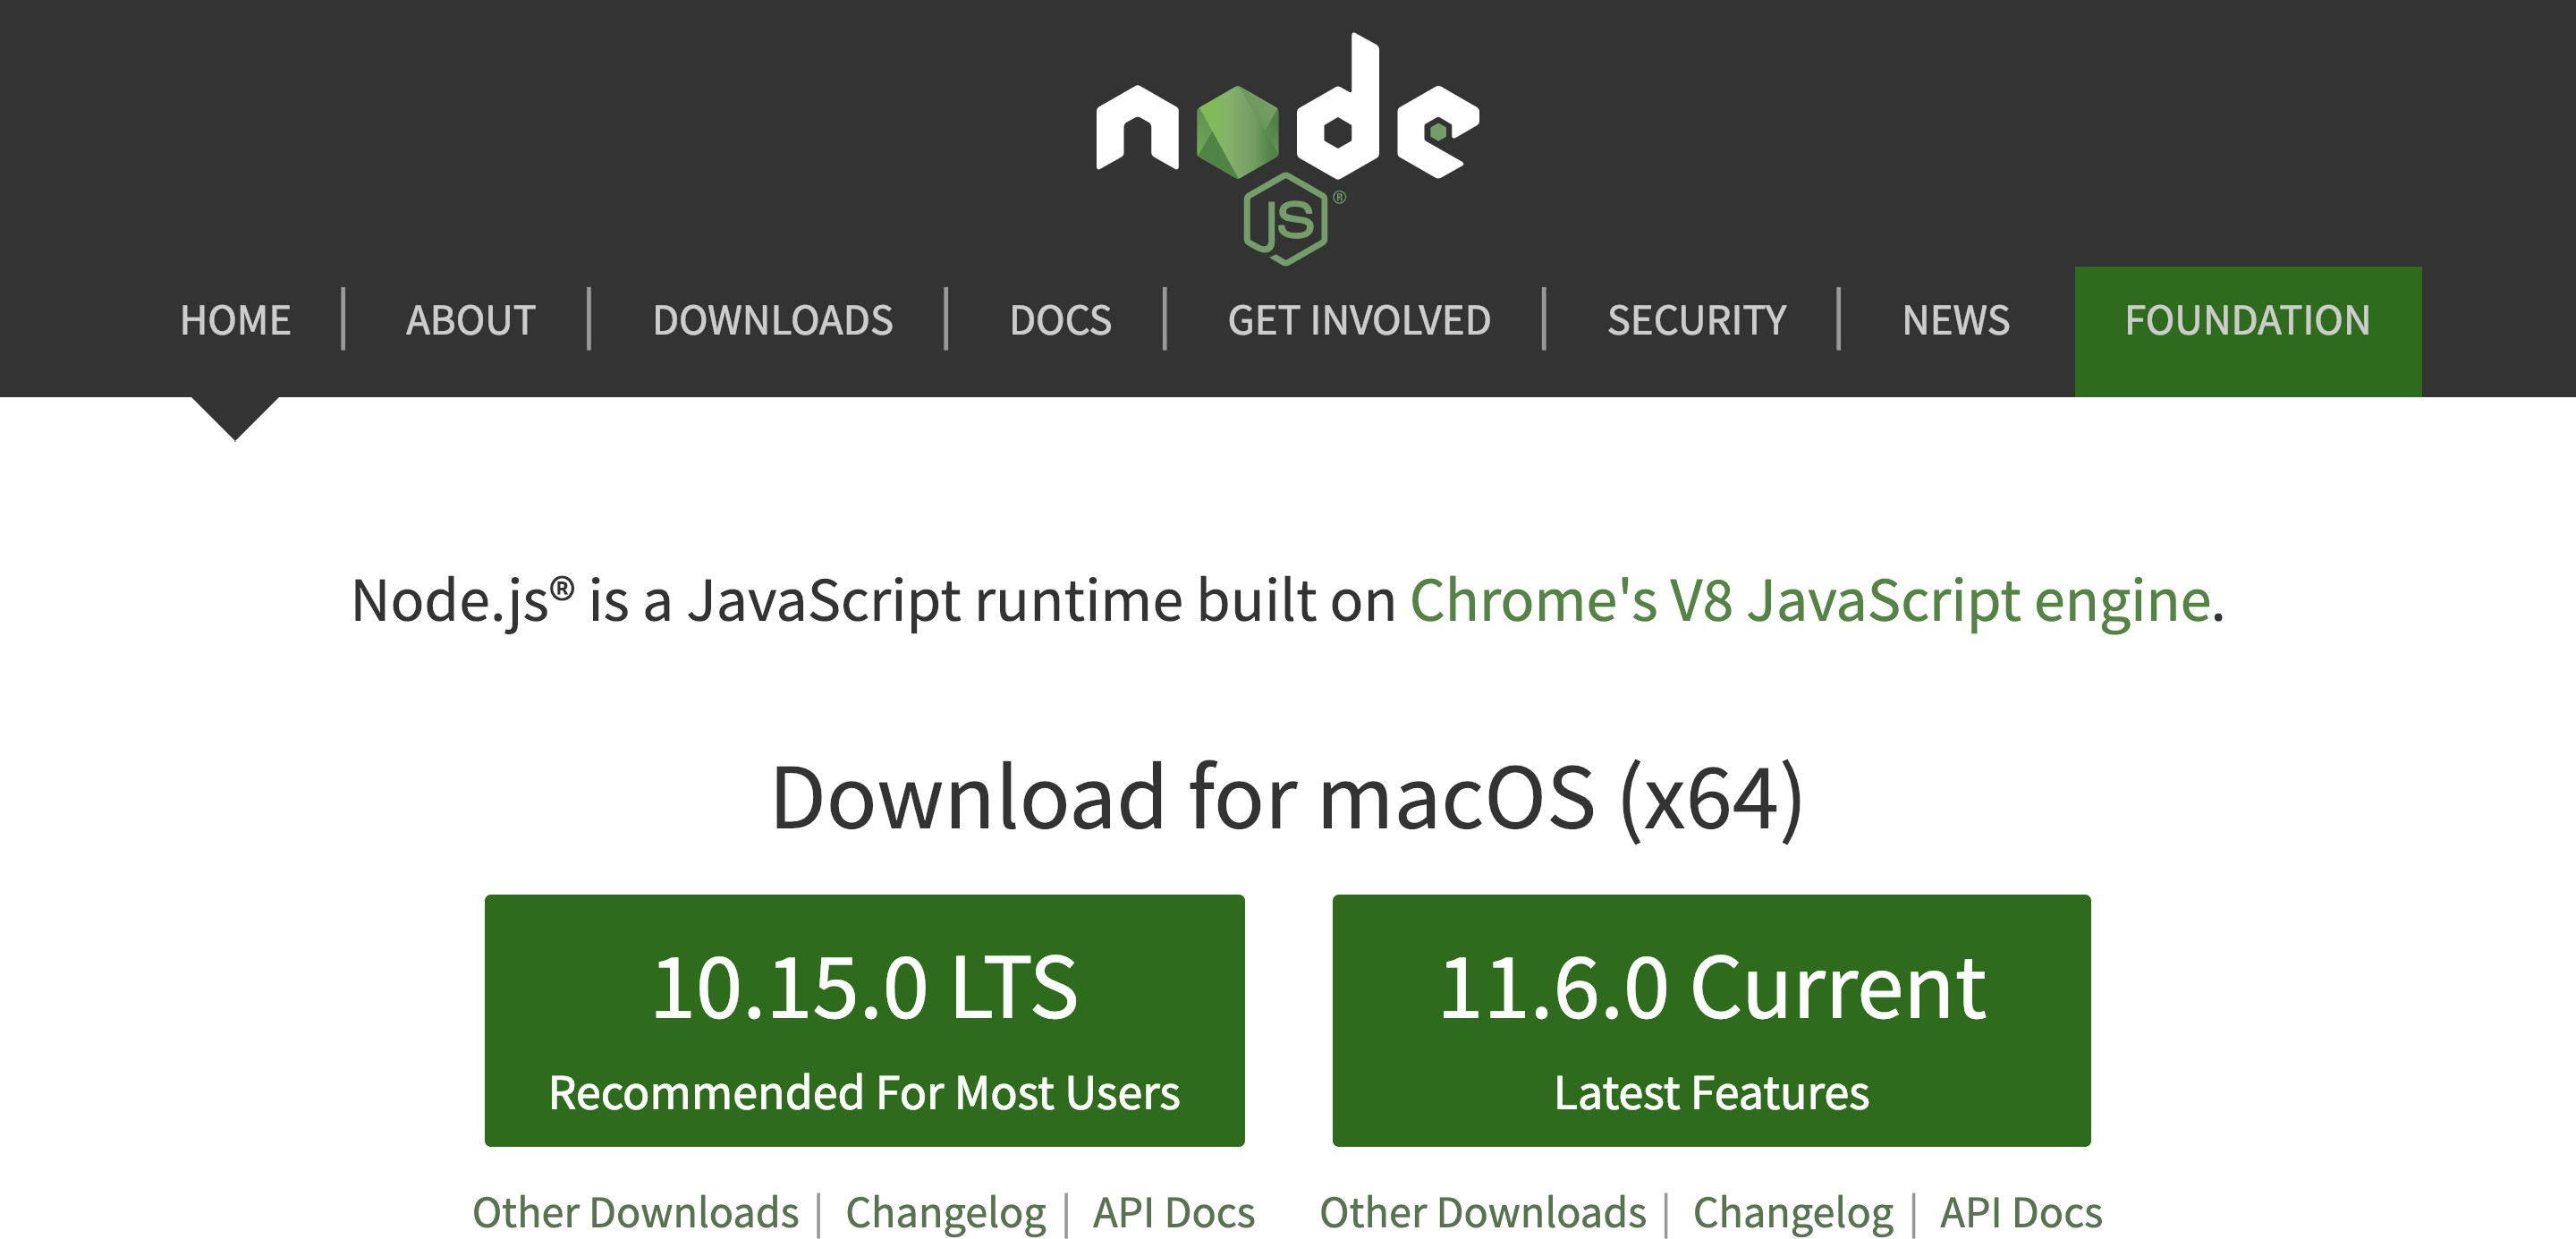 node
JS®
HOME | ABOUT | DOWNLOADS | DOCS | GET INVOLVED | SECURITY | NEWS FOUNDATION
Node.js® is a JavaScript runtime built on Chrome's V8 JavaScript engine.
Download for macOS (x64)
10.15.0 LTS
Recommended For Most Users
11.6.0 Current
Latest Features
Other Downloads | Changelog | API Docs
Other Downloads | Changelog | API Docs